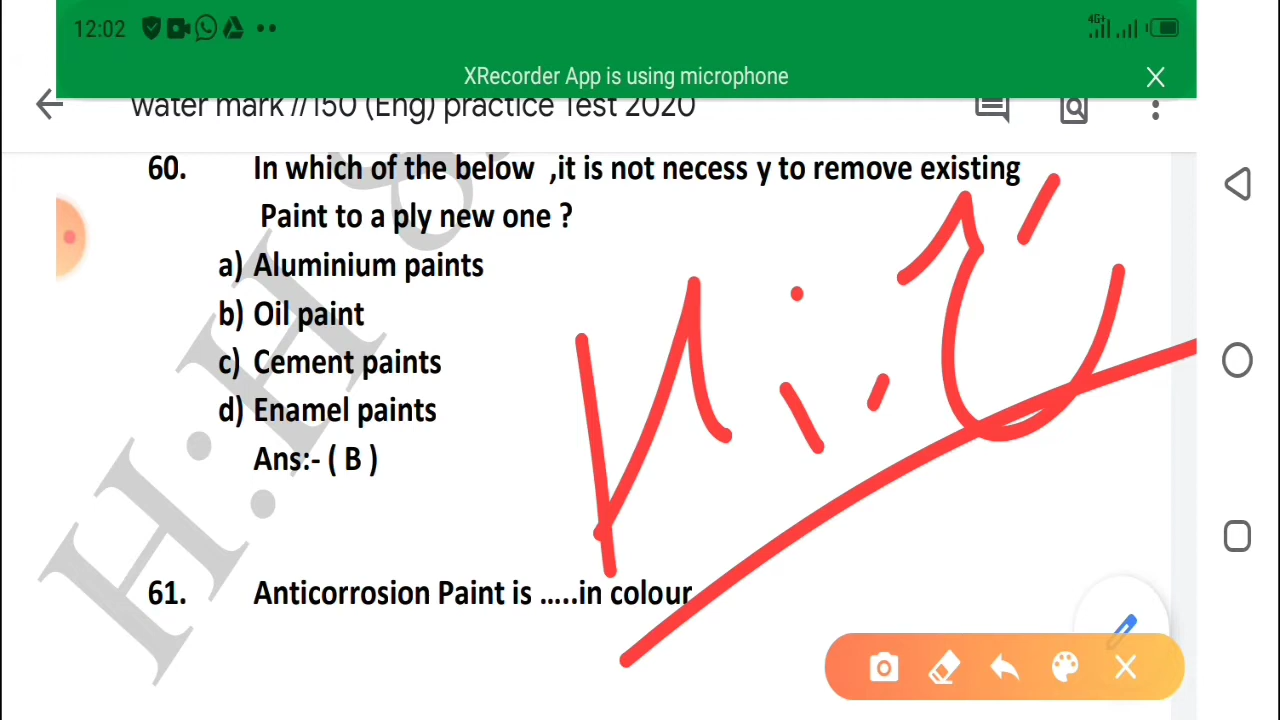 12:02
4G+
XRecorder App is using microphone
water mark //150 (Eng) practice Test 2020
60. In which of the below ,it is not necess y to remove existing
Paint to a ply new one ?
a) Aluminium paints
b) Oil paint
c) Cement paints
d) Enamel paints
Ans:- ( B )
61. Anticorrosion Paint is .....in colour
H.H